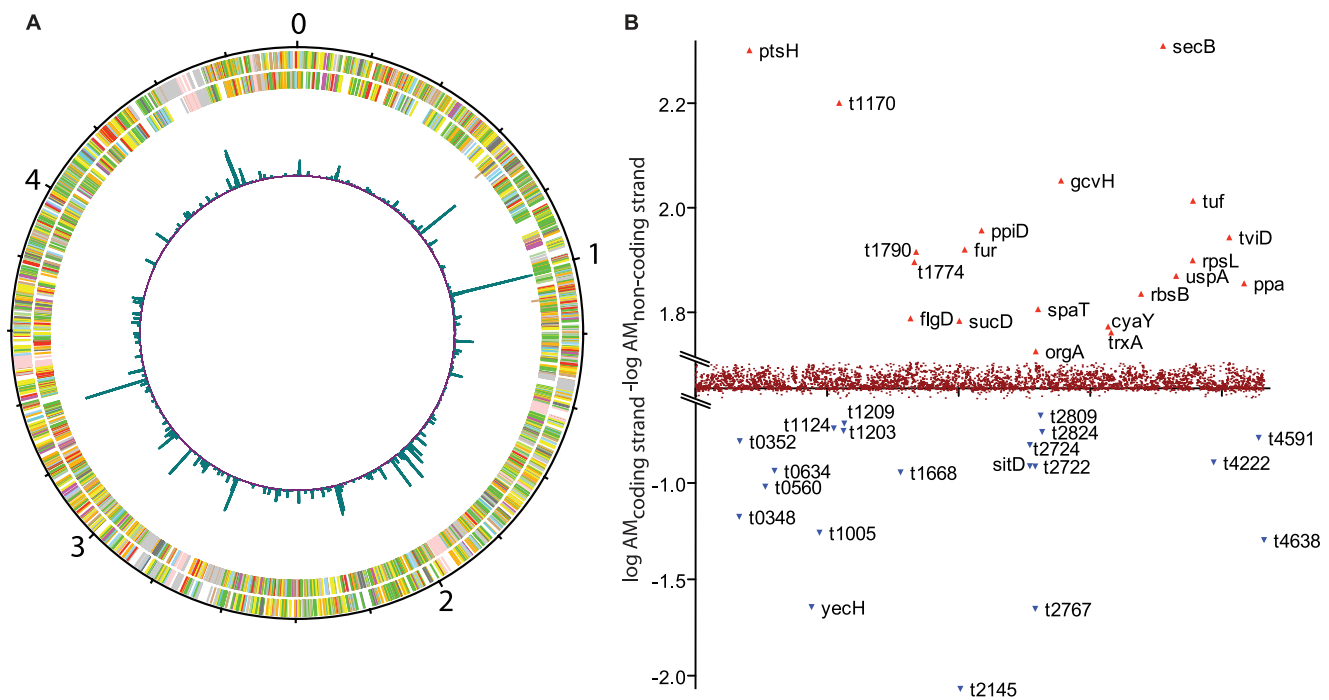 A
0
1
2
3
4
B
log AMcoding strand -log AMnon-coding strand
2.2
2.0
1.8
-1.0
-1.5
-2.0
ptsH
secB
t1170
gcvH
tuf
ppiD
tviD
t1790
fur
t1774
rpsL
uspA
ppa
rbsB
spaT
flgD
sucD
cyaY
trxA
orgA
t1209
t2809
t1124
t1203
t2824
t0352
t4591
t2724
sitD
t2722
t4222
t0634
t1668
t0560
t0348
t1005
t4638
yecH
t2767
t2145